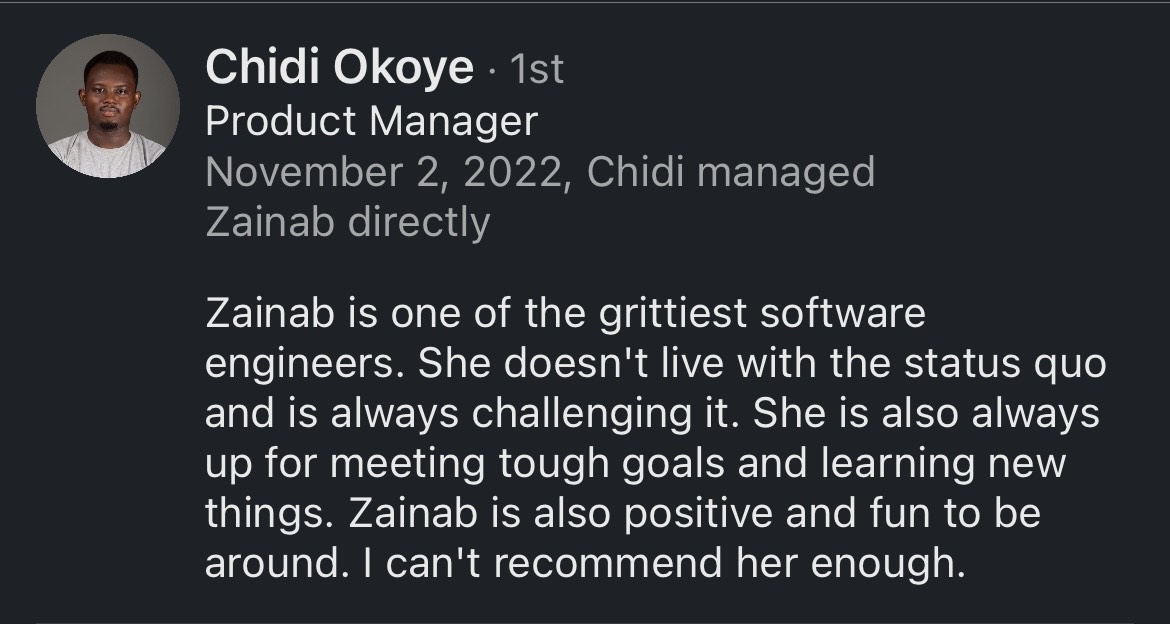 Chidi Okoye · 1st
Product Manager
November 2, 2022, Chidi managed
Zainab directly
Zainab is one of the grittiest software
engineers. She doesn't live with the status quo
and is always challenging it. She is also always
up for meeting tough goals and learning new
things. Zainab is also positive and fun to be
around. I can't recommend her enough.